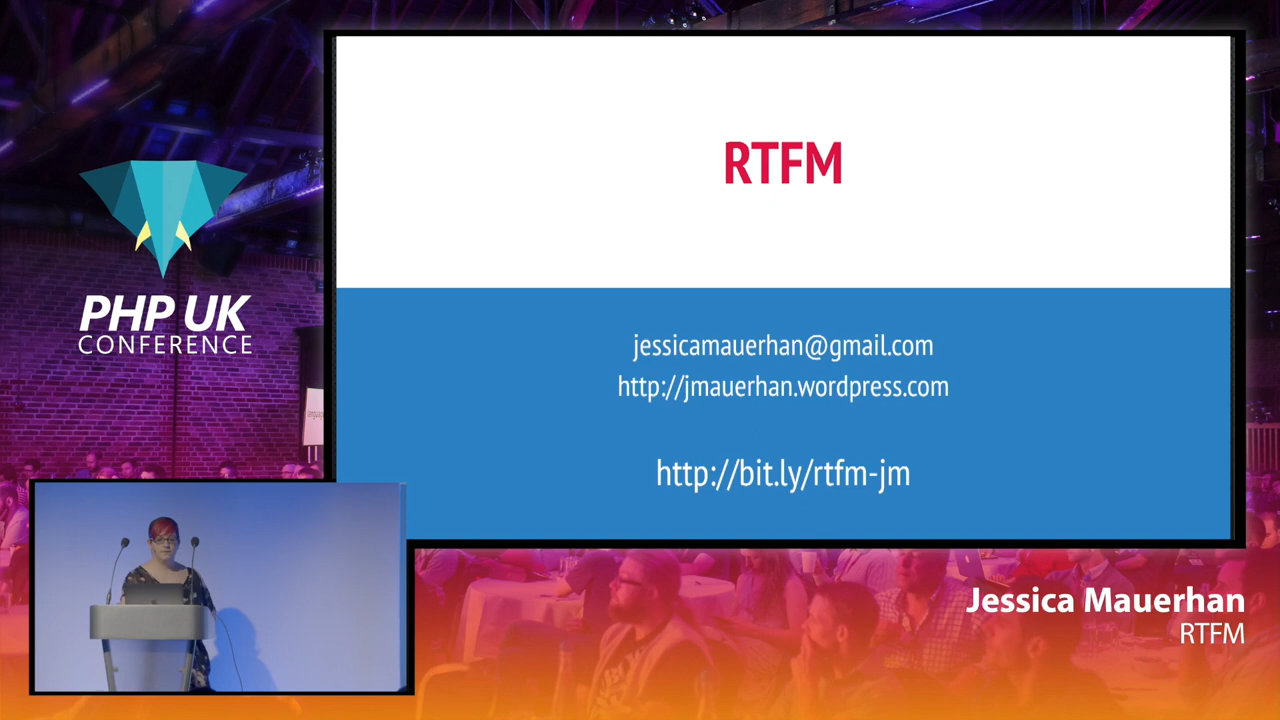 RTFM
jessicamauerhan@gmail.com
http://jmauerhan.wordpress.com
http://bit.ly/rtfm-jm
PHP UK
CONFERENCE
Jessica Mauerhan
RTFM